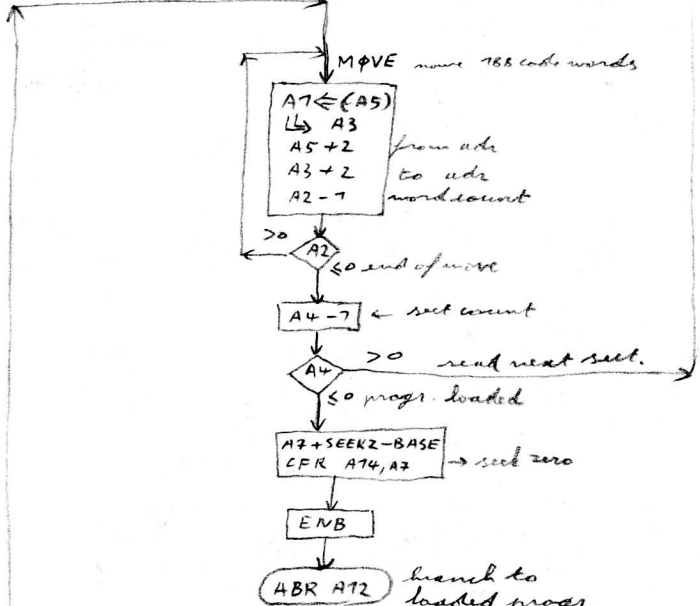 MØVE move 188 code words
A1 ⇐ (A5)
↳ A3
A5 + 2 from adr
A3 + 2 to adr
A2 - 1 word count
>0
A2
≤0 end of move
A4 - 1 ← sect count
>0 read next sect.
A4
≤0 progr. loaded
A7+SEEKZ-BASE
CFR A14,A7 → seek zero
ENB
ABR A12 branch to
loaded progr